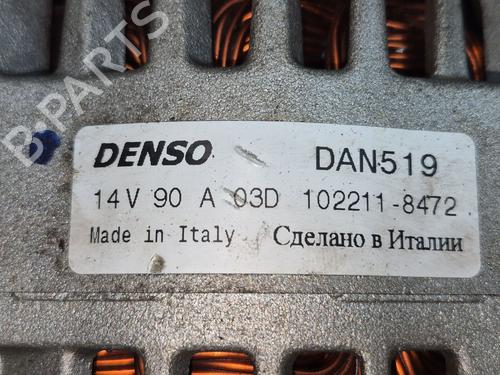 B-PARTS
DENSO DAN519
14V 90 A 03D 102211-8472
Made in Italy Сделано в Италии